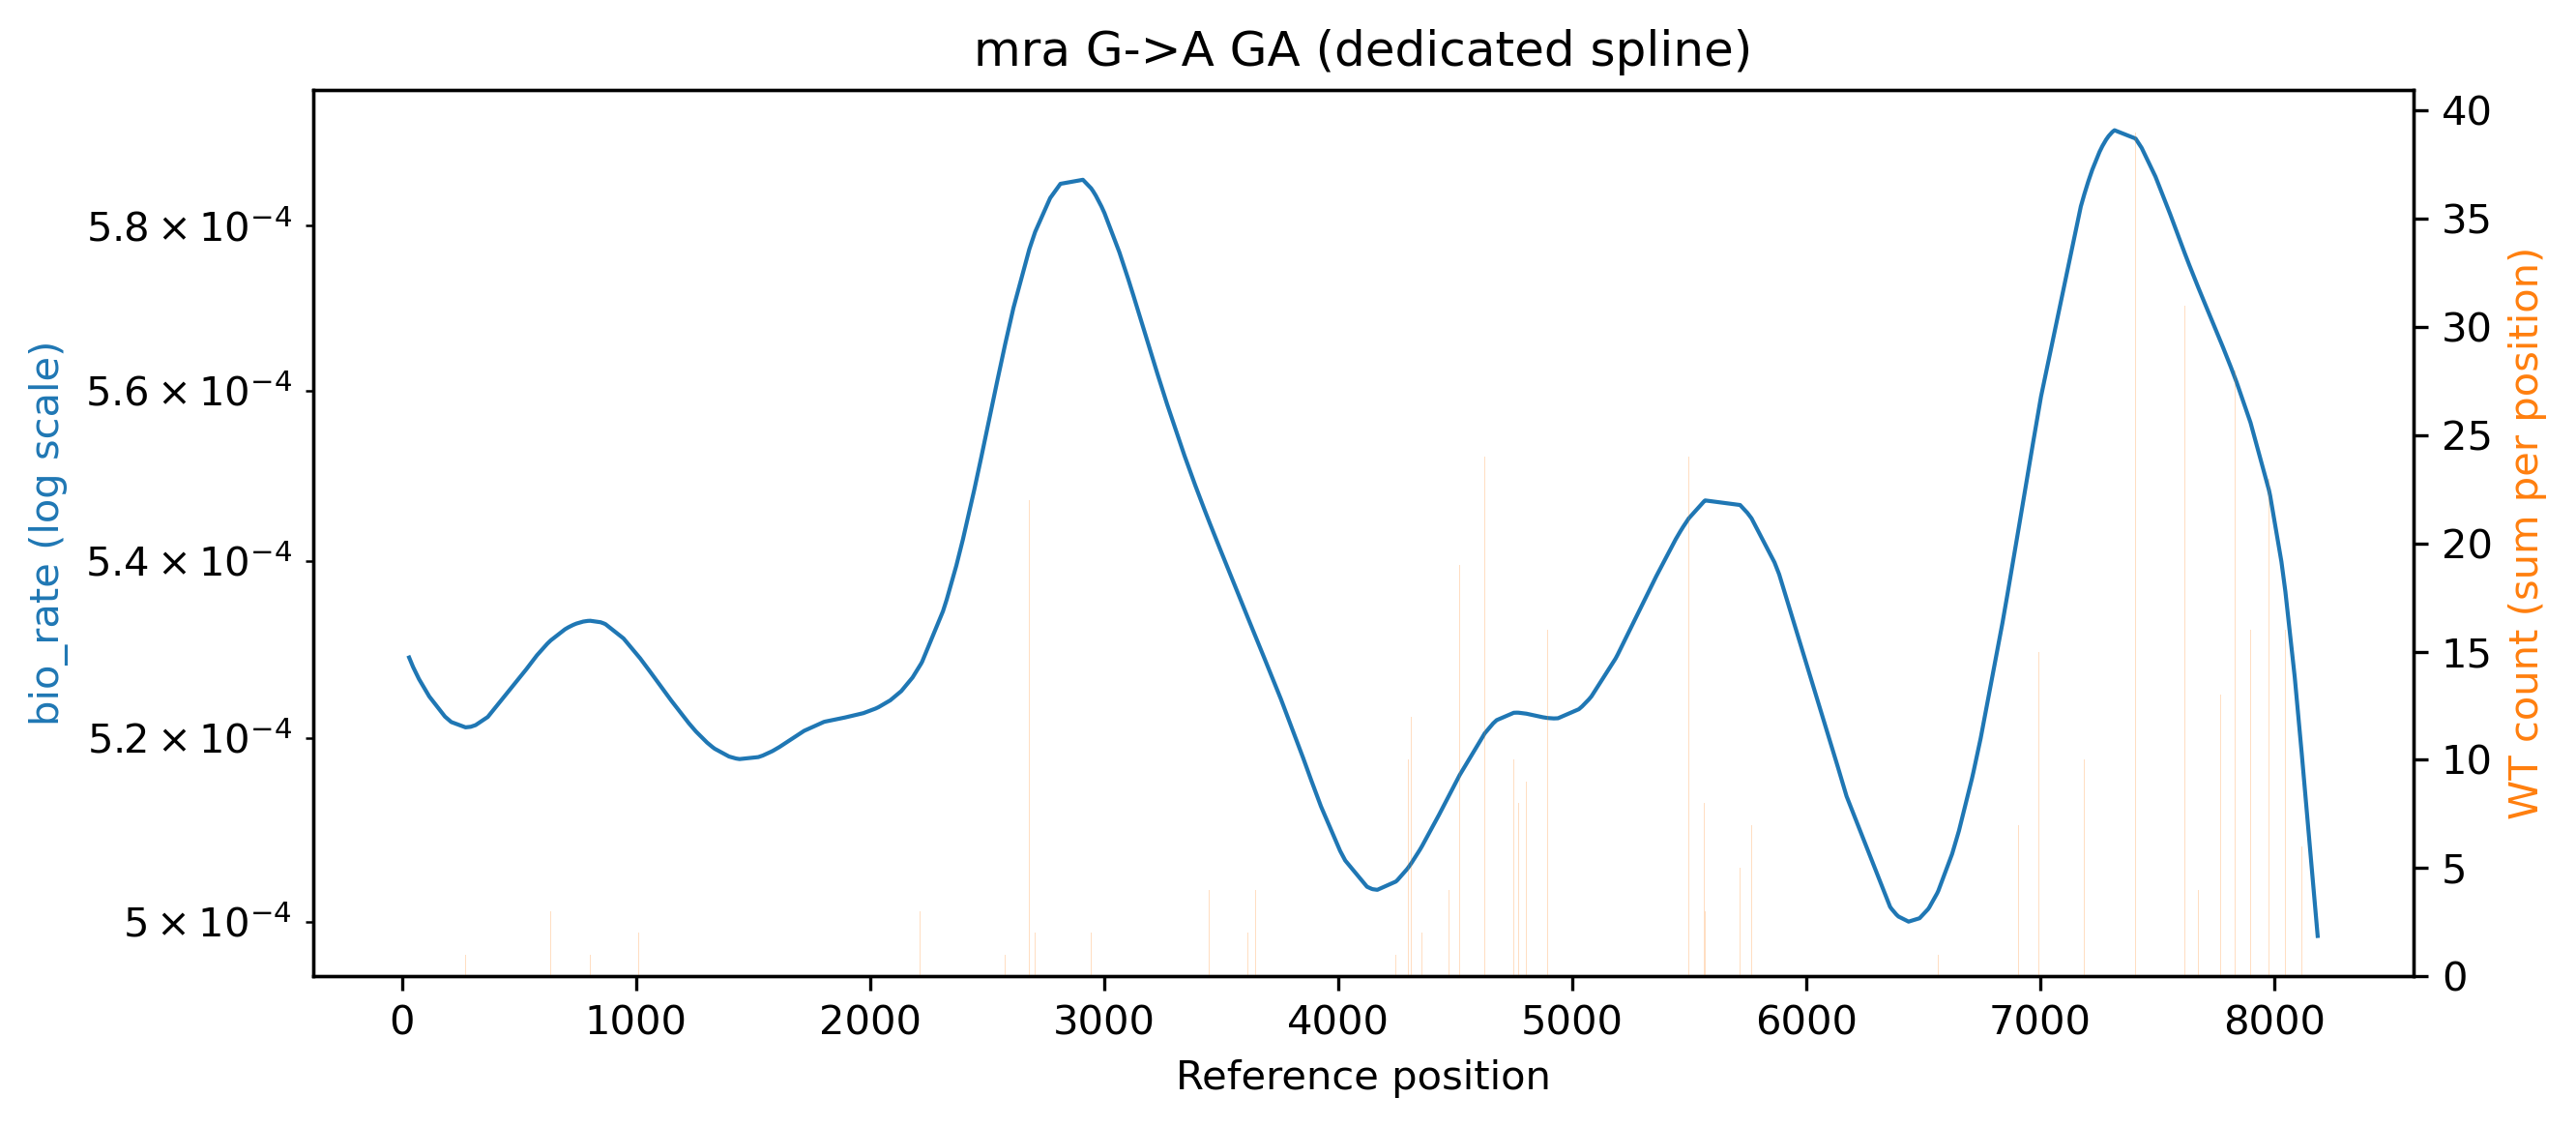 mra G->A GA (dedicated spline)
bio_rate (log scale)
5.8 × 10⁻⁴
5.6 × 10⁻⁴
5.4 × 10⁻⁴
5.2 × 10⁻⁴
5 × 10⁻⁴
40
35
30
25
20
15
10
5
0
WT count (sum per position)
0 1000 2000 3000 4000 5000 6000 7000 8000
Reference position